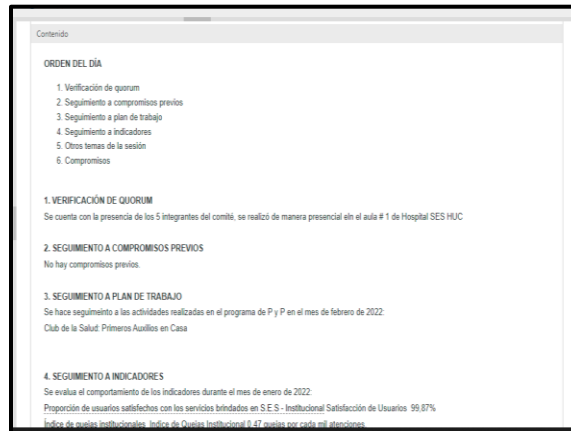 Contenido
ORDEN DEL DÍA
1. Verificación de quorum
2. Seguimiento a compromisos previos
3. Seguimiento a plan de trabajo
4. Seguimiento a indicadores
5. Otros temas de la sesión
6. Compromisos
1. VERIFICACIÓN DE QUORUM
Se cuenta con la presencia de los 5 integrantes del comité, se realizó de manera presencial eln el aula # 1 de Hospital SES HUC
2. SEGUIMIENTO A COMPROMISOS PREVIOS
No hay compromisos previos.
3. SEGUIMIENTO A PLAN DE TRABAJO
Se hace seguimeinto a las actividades realizadas en el programa de P y P en el mes de febrero de 2022:
Club de la Salud: Primeros Auxilios en Casa
4. SEGUIMIENTO A INDICADORES
Se evalua el comportamiento de los indicadores durante el mes de enero de 2022:
Proporción de usuarios satisfechos con los servicios brindados en S.E.S - Institucional Satisfacción de Usuarios 99,87%
Índice de quejas institucionales Indice de Quejas Institucional 0.47 quejas por cada mil atenciones